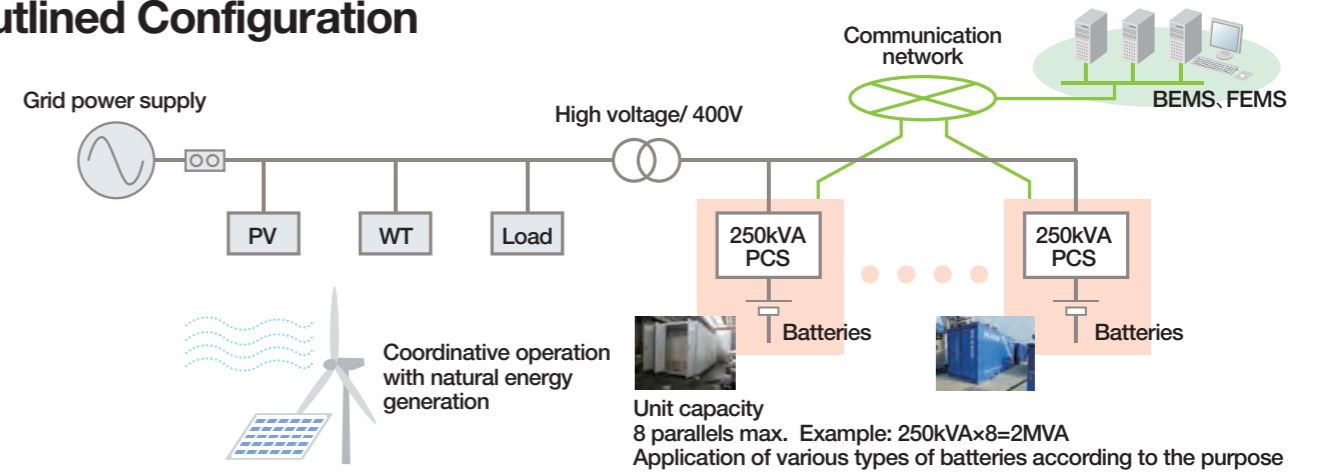 utlined Configuration
Communication
network
BEMS、FEMS
Grid power supply
High voltage/ 400V
PV
WT
Load
250kVA
PCS
250kVA
PCS
Batteries
Batteries
Coordinative operation
with natural energy
generation
Unit capacity
8 parallels max.  Example: 250kVA×8=2MVA
Application of various types of batteries according to the purpose